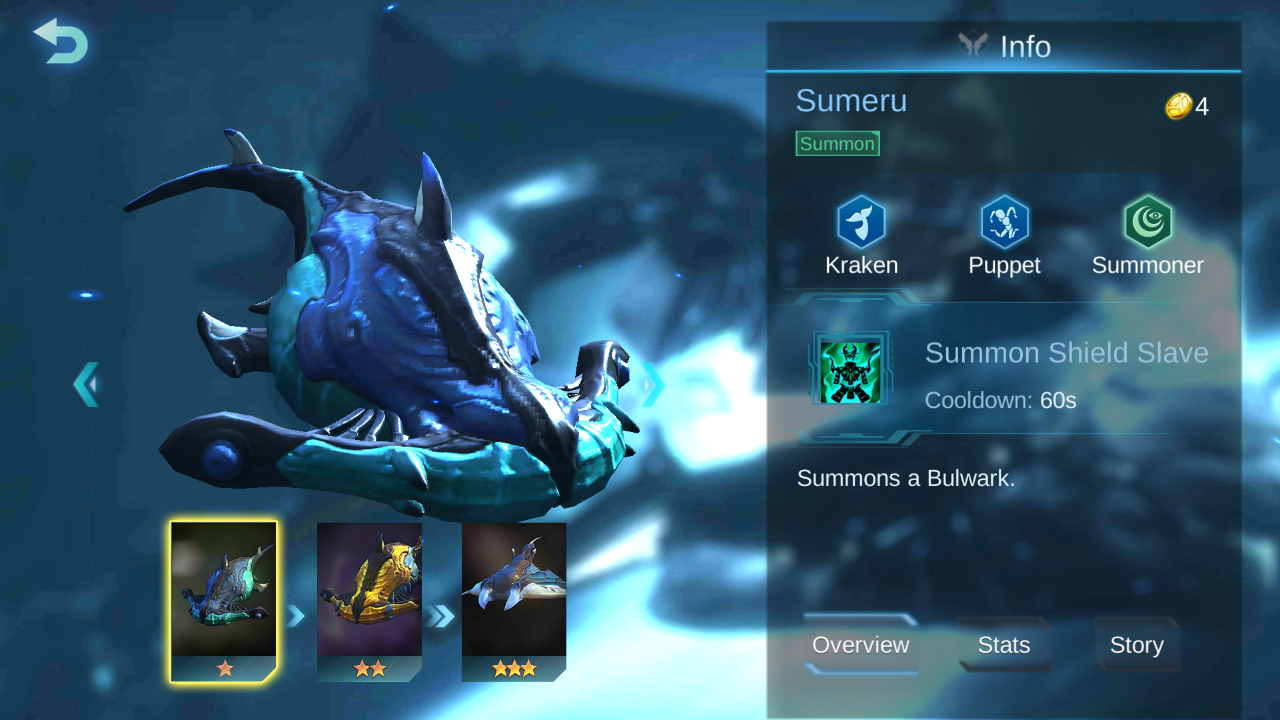 Info
Sumeru
4
Summon
Kraken
Puppet
Summoner
Summon Shield Slave
Cooldown: 60s
Summons a Bulwark.
Overview
Stats
Story